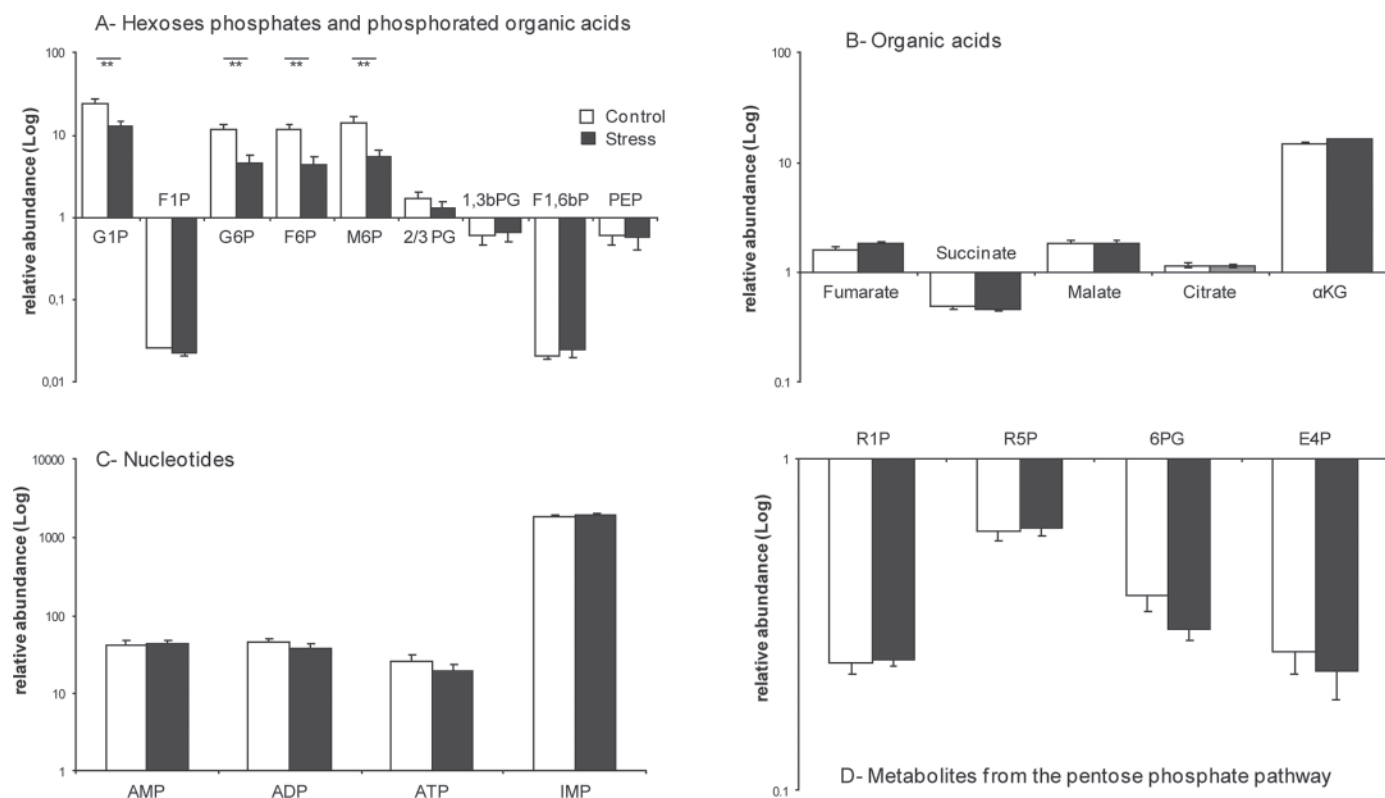 A- Hexoses phosphates and phosphorated organic acids
relative abundance (Log)
100
10
1
0,1
0,01
** ** ** **
Control
Stress
F1P 1,3bPG F1,6bP PEP
G1P G6P F6P M6P 2/3 PG
B- Organic acids
relative abundance (Log)
100
10
1
0.1
Succinate
Fumarate Malate Citrate αKG
C- Nucleotides
relative abundance (Log)
10000
1000
100
10
1
AMP ADP ATP IMP
R1P R5P 6PG E4P
relative abundance (Log)
1
0.1
D- Metabolites from the pentose phosphate pathway